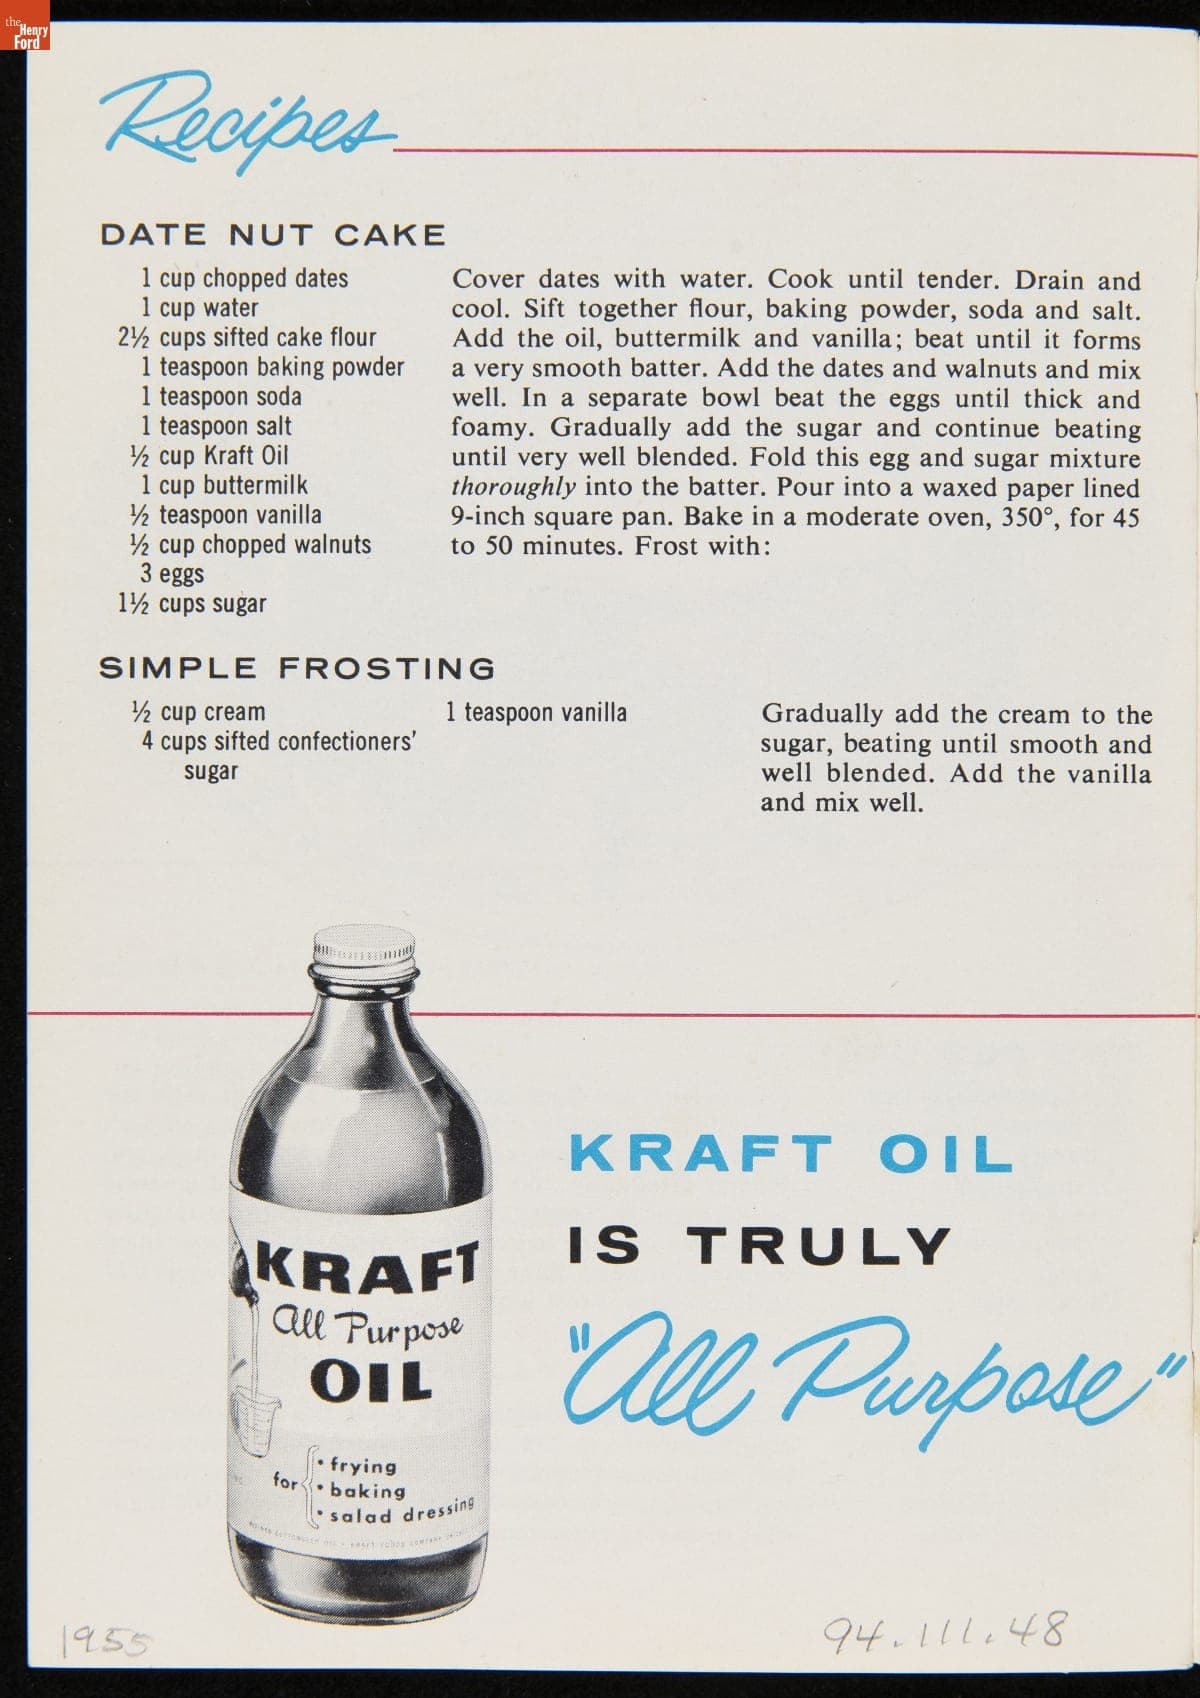 the
Henry
Ford
Recipes
DATE NUT CAKE
1 cup chopped dates
1 cup water
2½ cups sifted cake flour
1 teaspoon baking powder
1 teaspoon soda
1 teaspoon salt
½ cup Kraft Oil
1 cup buttermilk
½ teaspoon vanilla
½ cup chopped walnuts
3 eggs
1½ cups sugar
Cover dates with water. Cook until tender. Drain and
cool. Sift together flour, baking powder, soda and salt.
Add the oil, buttermilk and vanilla; beat until it forms
a very smooth batter. Add the dates and walnuts and mix
well. In a separate bowl beat the eggs until thick and
foamy. Gradually add the sugar and continue beating
until very well blended. Fold this egg and sugar mixture
thoroughly into the batter. Pour into a waxed paper lined
9-inch square pan. Bake in a moderate oven, 350°, for 45
to 50 minutes. Frost with:
SIMPLE FROSTING
½ cup cream
4 cups sifted confectioners'
sugar
1 teaspoon vanilla
Gradually add the cream to the
sugar, beating until smooth and
well blended. Add the vanilla
and mix well.
KRAFT
All Purpose
OIL
for
• frying
• baking
• salad dressing
KRAFT OIL
IS TRULY
"All Purpose"
1955
94.111.48